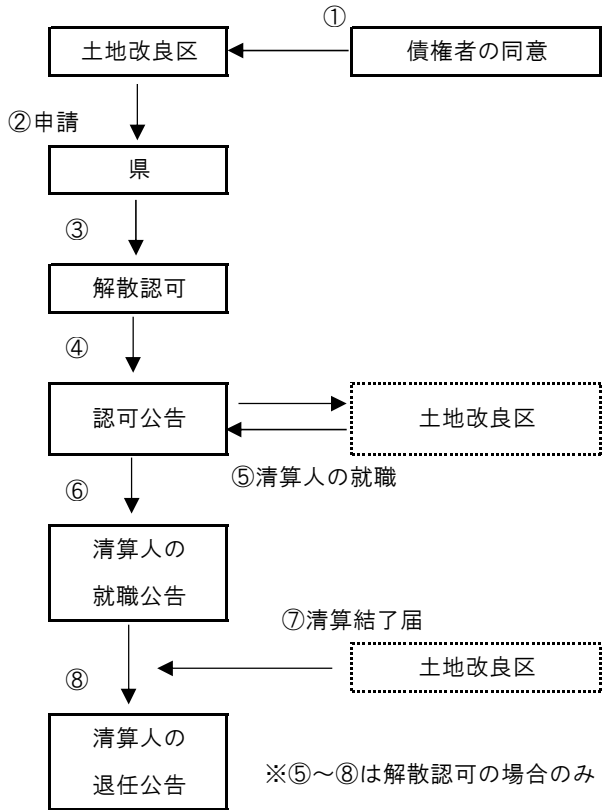 ①
土地改良区
債権者の同意
②申請
県
③
解散認可
④
認可公告
土地改良区
⑤清算人の就職
⑥
清算人の
就職公告
⑦清算結了届
土地改良区
⑧
清算人の
退任公告
※⑤～⑧は解散認可の場合のみ